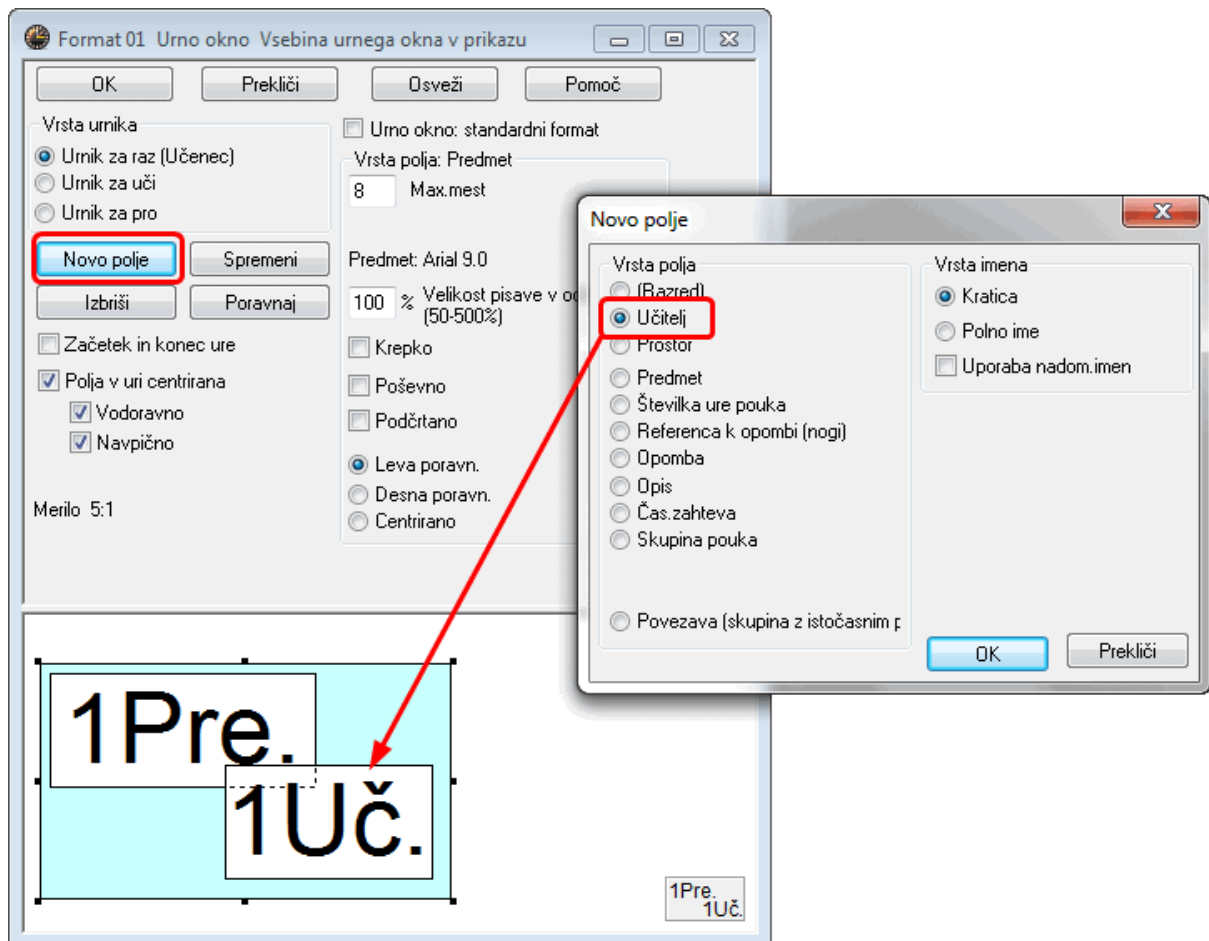 Format 01 Urno okno Vsebina urnega okna v prikazu
OK
Prekliči
Osveži
Pomoč
Vrsta urnika
Urnik za raz (Učenec)
Urnik za uči
Urnik za pro
Novo polje
Spremeni
Izbriši
Poravnaj
Začetek in konec ure
Polja v uri centrirana
Vodoravno
Navpično
Merilo 5:1
Urno okno: standardni format
Vrsta polja: Predmet
8 Max.mest
Predmet: Arial 9.0
100 % Velikost pisave v
(50-500%)
Krepko
Poševno
Podčrtano
Leva poravn.
Desna poravn.
Centrirano
Novo polje
Vrsta polja
(Razred)
Učitelj
Prostor
Predmet
Številka ure pouka
Referenca k opombi (nogi)
Opomba
Opis
Čas.zahteva
Skupina pouka
Povezava (skupina z istočasnim p
Vrsta imena
Kratica
Polno ime
Uporaba nadom.imen
OK
Prekliči
1Pre.
1Uč.
1Pre.
1Uč.